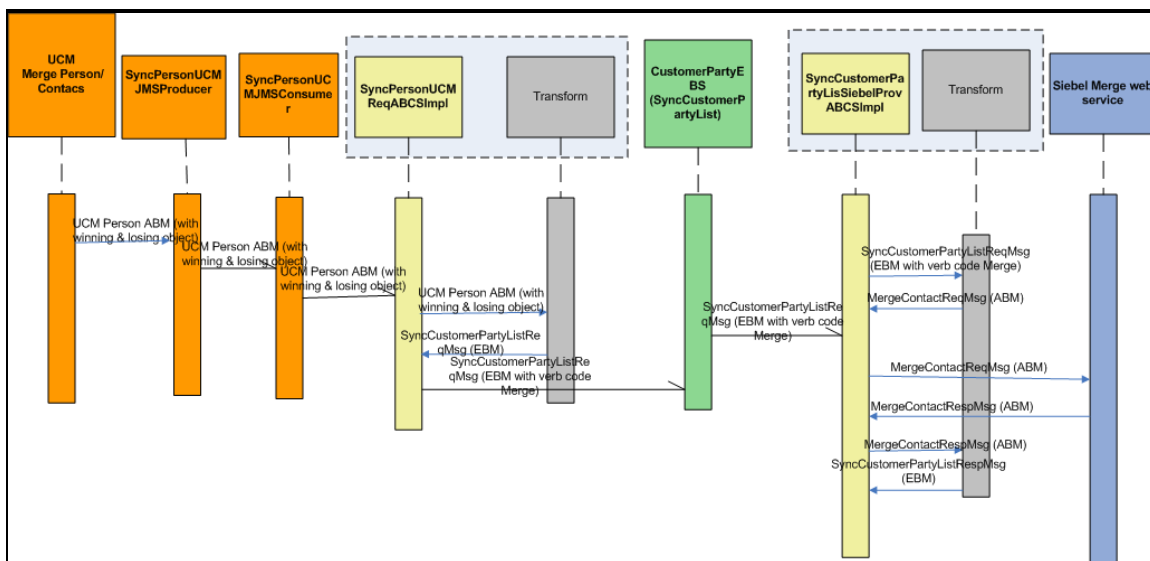 UCM
Merge Person/
Contacs
SyncPersonUCM
JMSProducer
SyncPersonUC
MJMSConsume
r
SyncPersonUCM
ReqABCSImpl
Transform
CustomerPartyE
BS
(SyncCustomerP
artyList)
SyncCustomerPa
rtyLisSiebelProv
ABCSImpl
Transform
Siebel Merge web
service
UCM Person ABM (with
winning & losing object)
UCM Person ABM (with
winning & losing object)
UCM Person ABM (with
winning & losing object)
UCM Person ABM (with
winning & losing object)
SyncCustomerPartyListRe
qMsg (EBM)
SyncCustomerPartyListRe
qMsg (EBM with verb code
Merge)
SyncCustomerPartyListRe
qMsg (EBM with verb code
Merge)
SyncCustomerPartyListReqMsg
(EBM with verb code Merge)
MergeContactReqMsg (ABM)
MergeContactReqMsg (ABM)
MergeContactRespMsg (ABM)
MergeContactRespMsg (ABM)
SyncCustomerPartyListRespMsg
(EBM)